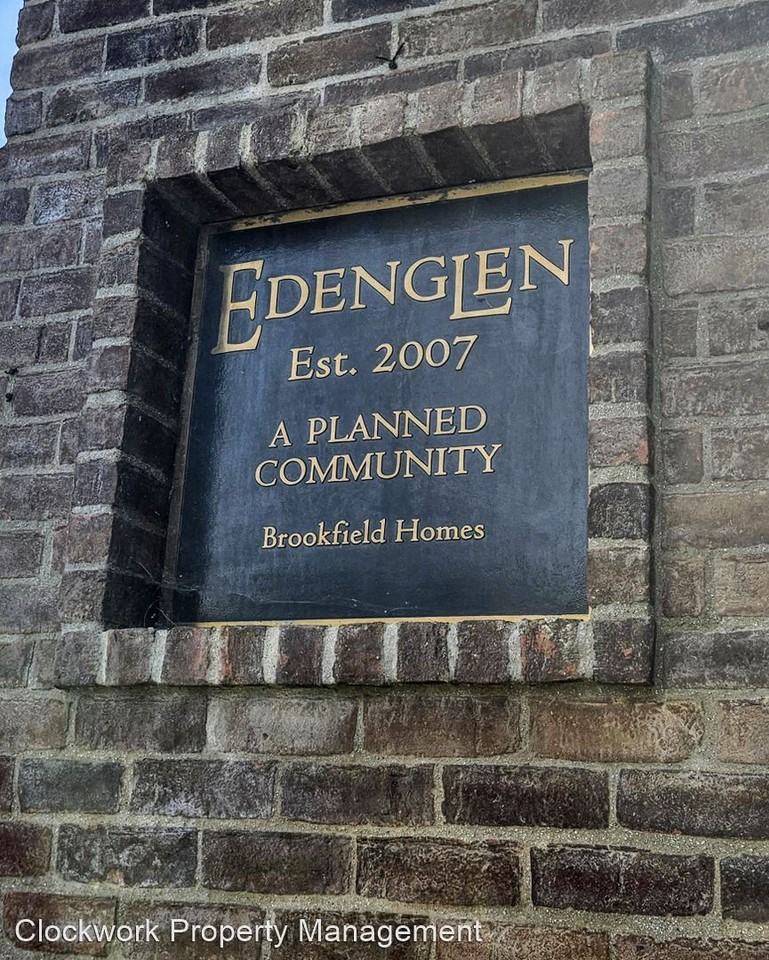 EDENGLEN
Est. 2007
A PLANNED
COMMUNITY
Brookfield Homes
Clockwork Property Management